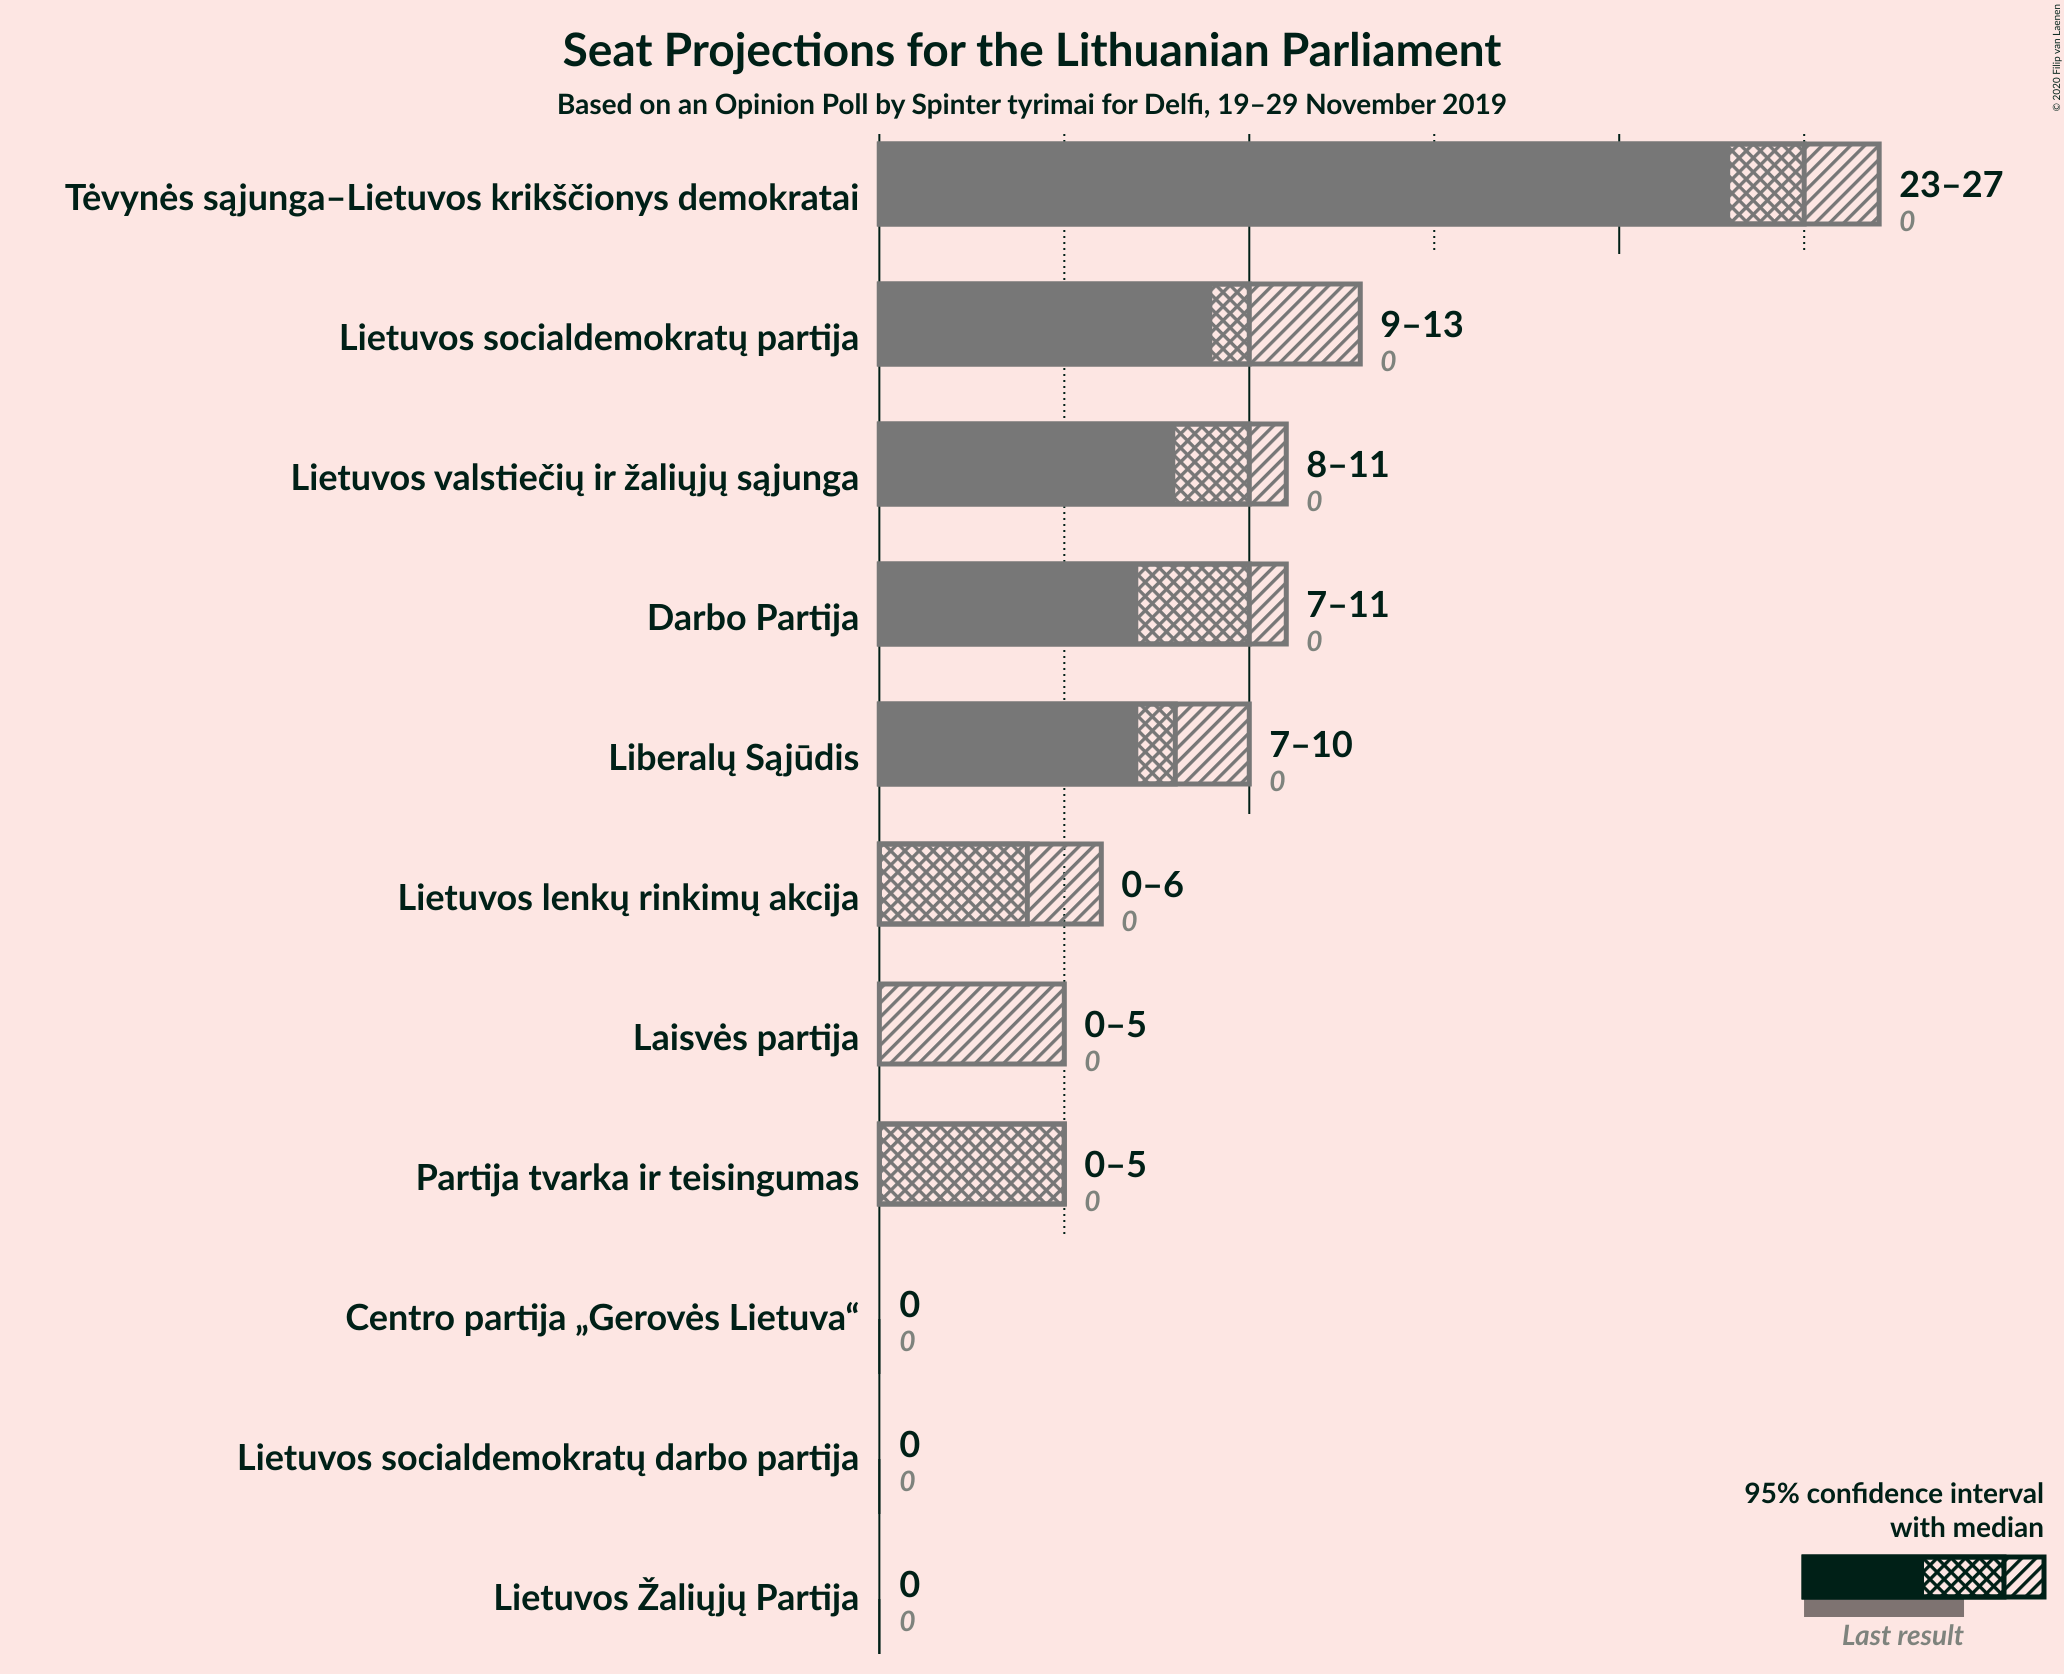 Seat Projections for the Lithuanian Parliament
Based on an Opinion Poll by Spinter tyrimai for Delfi, 19–29 November 2019
© 2020 Filip van Laenen
Tėvynės sąjunga–Lietuvos krikščionys demokratai
23–27
0
Lietuvos socialdemokratų partija
9–13
0
Lietuvos valstiečių ir žaliųjų sąjunga
8–11
0
Darbo Partija
7–11
0
Liberalų Sąjūdis
7–10
0
Lietuvos lenkų rinkimų akcija
0–6
0
Laisvės partija
0–5
0
Partija tvarka ir teisingumas
0–5
0
Centro partija „Gerovės Lietuva“
0
0
Lietuvos socialdemokratų darbo partija
0
0
Lietuvos Žaliųjų Partija
0
0
95% confidence interval
with median
Last result